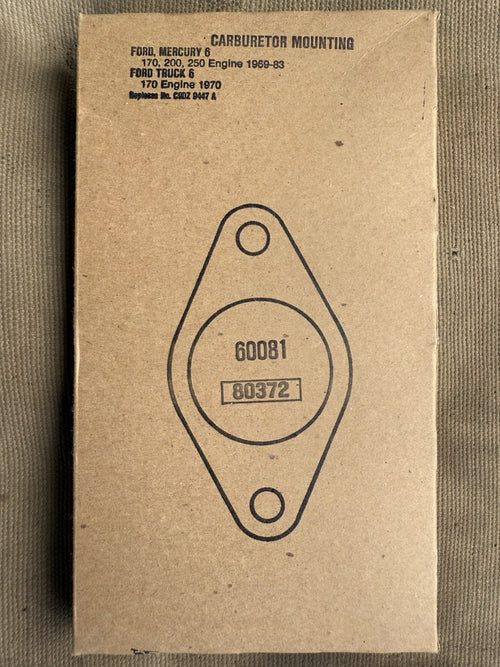 CARBURETOR MOUNTING
FORD, MERCURY 6
170, 200, 250 Engine 1969-83
FORD TRUCK 6
170 Engine 1970
Replaces No. C9DZ 9447 A
60081
80372